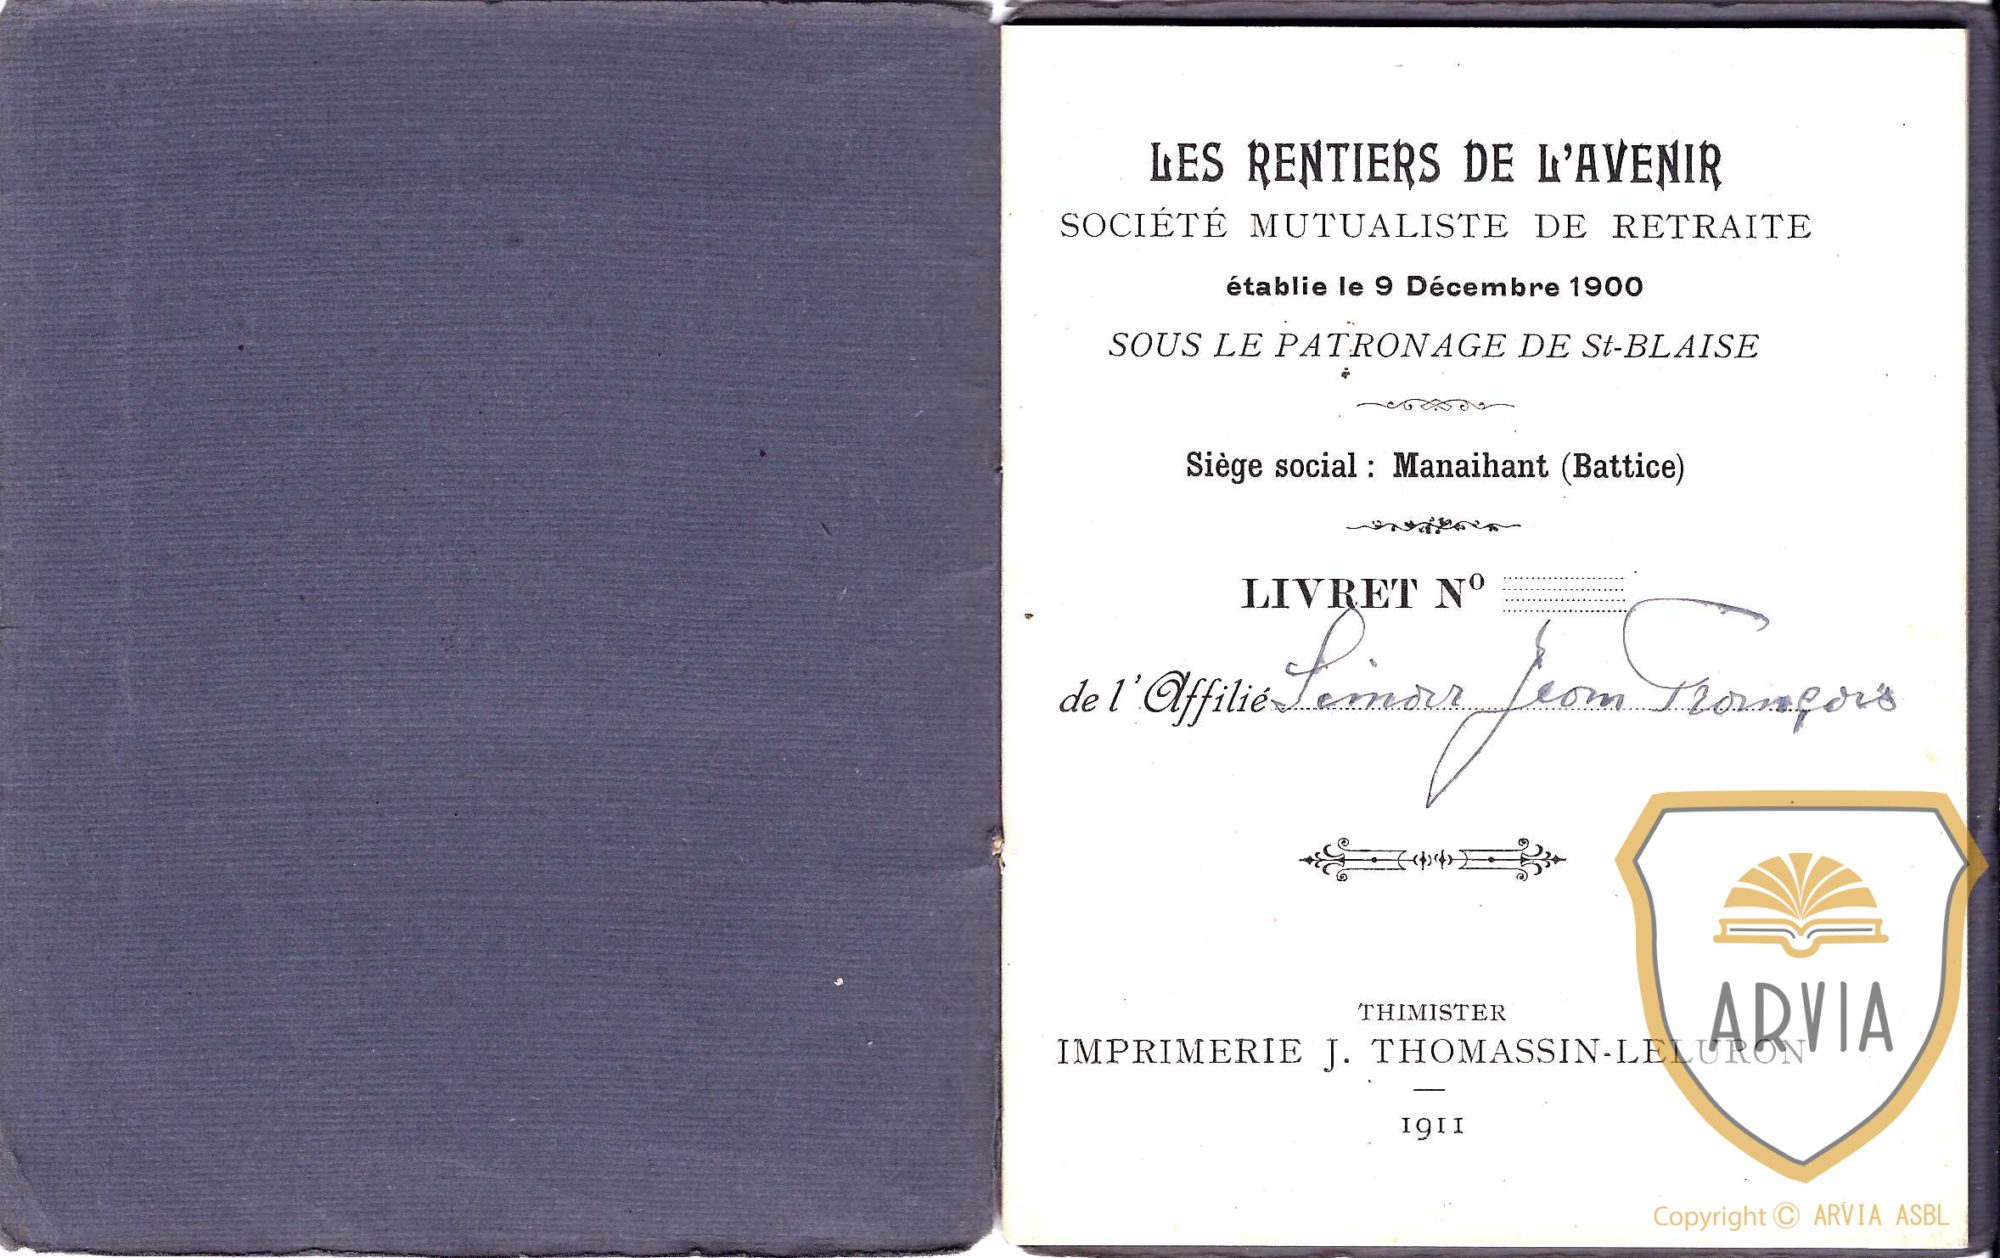 LES RENTIERS DE L'AVENIR
SOCIÉTÉ MUTUALISTE DE RETRAITE
établie le 9 Décembre 1900
SOUS LE PATRONAGE DE St-BLAISE
Siège social : Manaihant (Battice)
LIVRET Nº
de l'Affilié Jean François
THIMISTER
IMPRIMERIE J. THOMASSIN-LELURON
1911
ARVIA
Copyright © ARVIA ASBL